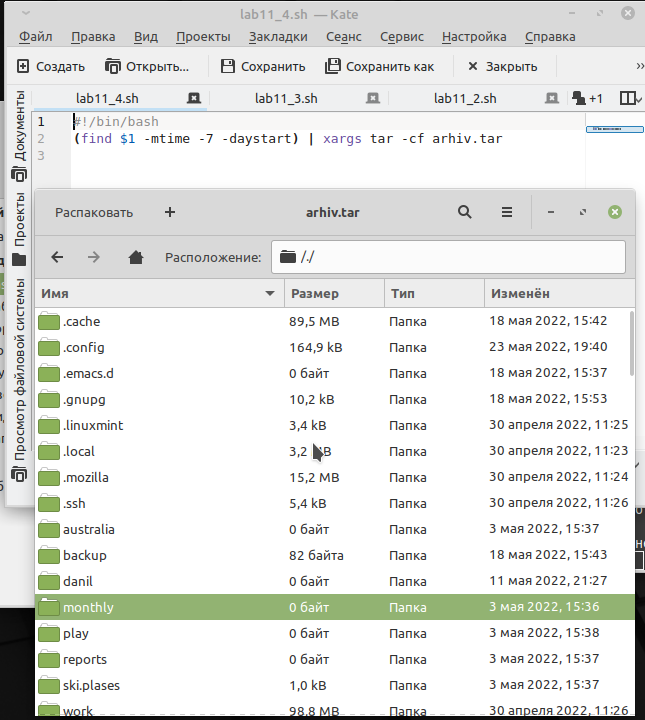 lab11_4.sh — Kate
Файл Правка Вид Проекты Закладки Сеанс Сервис Настройка Справка
Создать Открыть... Сохранить Сохранить как Закрыть »
lab11_4.sh lab11_3.sh lab11_2.sh +1
Документы
Проекты
Просмотр файловой системы
1 #!/bin/bash
2 (find $1 -mtime -7 -daystart) | xargs tar -cf arhiv.tar
3
Распаковать + arhiv.tar
Расположение: /./
Имя Размер Тип Изменён
.cache 89,5 MB Папка 18 мая 2022, 15:42
.config 164,9 kB Папка 23 мая 2022, 19:40
.emacs.d 0 байт Папка 18 мая 2022, 15:37
.gnupg 10,2 kB Папка 18 мая 2022, 15:53
.linuxmint 3,4 kB Папка 30 апреля 2022, 11:25
.local 3,2 Папка 30 апреля 2022, 11:23
.mozilla 15,2 MB Папка 30 апреля 2022, 11:24
.ssh 5,4 kB Папка 30 апреля 2022, 11:26
australia 0 байт Папка 3 мая 2022, 15:37
backup 82 байта Папка 18 мая 2022, 15:43
danil 0 байт Папка 11 мая 2022, 21:27
monthly 0 байт Папка 3 мая 2022, 15:36
play 0 байт Папка 3 мая 2022, 15:38
reports 0 байт Папка 3 мая 2022, 15:37
ski.plases 1,0 kB Папка 3 мая 2022, 15:37
work 98,8 MB Папка 30 апреля 2022, 11:26